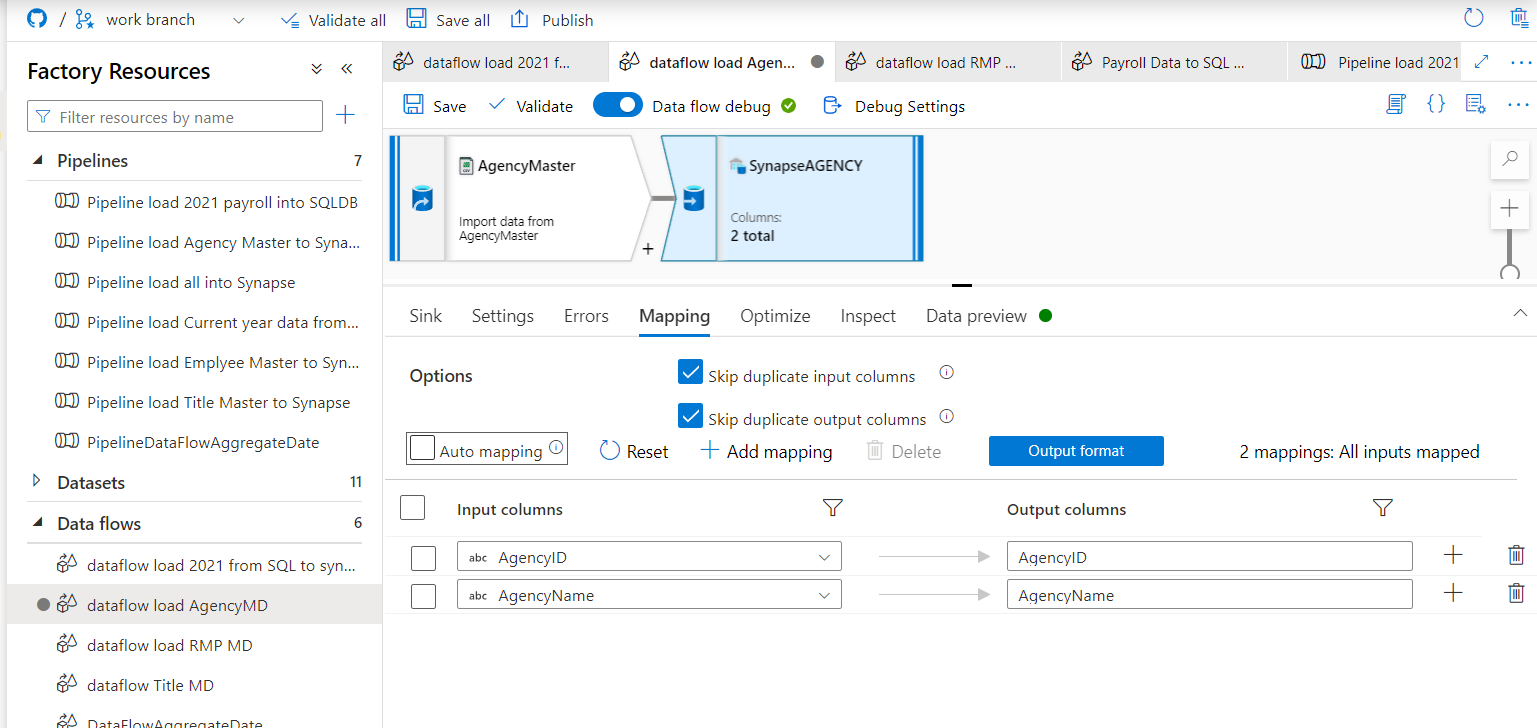 / work branch
Validate all
Save all
Publish
Factory Resources
Filter resources by name
Pipelines 7
Pipeline load 2021 payroll into SQLDB
Pipeline load Agency Master to Syna...
Pipeline load all into Synapse
Pipeline load Current year data from...
Pipeline load Emplyee Master to Syn...
Pipeline load Title Master to Synapse
PipelineDataFlowAggregateDate
Datasets 11
Data flows 6
dataflow load 2021 from SQL to syn...
dataflow load AgencyMD
dataflow load RMP MD
dataflow Title MD
DataFlowAggregateDate
dataflow load 2021 f...
dataflow load Agen...
dataflow load RMP ...
Payroll Data to SQL ...
Pipeline load 2021
Save
Validate
Data flow debug
Debug Settings
CSV
AgencyMaster
Import data from
AgencyMaster
+
SynapseAGENCY
Columns:
2 total
Sink
Settings
Errors
Mapping
Optimize
Inspect
Data preview
Options
Skip duplicate input columns
Skip duplicate output columns
Auto mapping
Reset
Add mapping
Delete
Output format
2 mappings: All inputs mapped
Input columns
Output columns
abc AgencyID
AgencyID
abc AgencyName
AgencyName